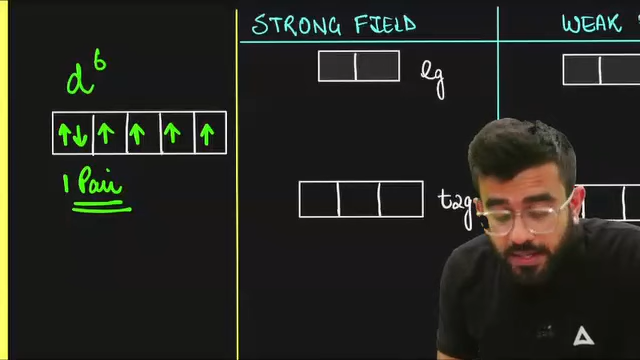 STRONG FIELD
WEAK
d⁶
eg
1 Pair
t2g